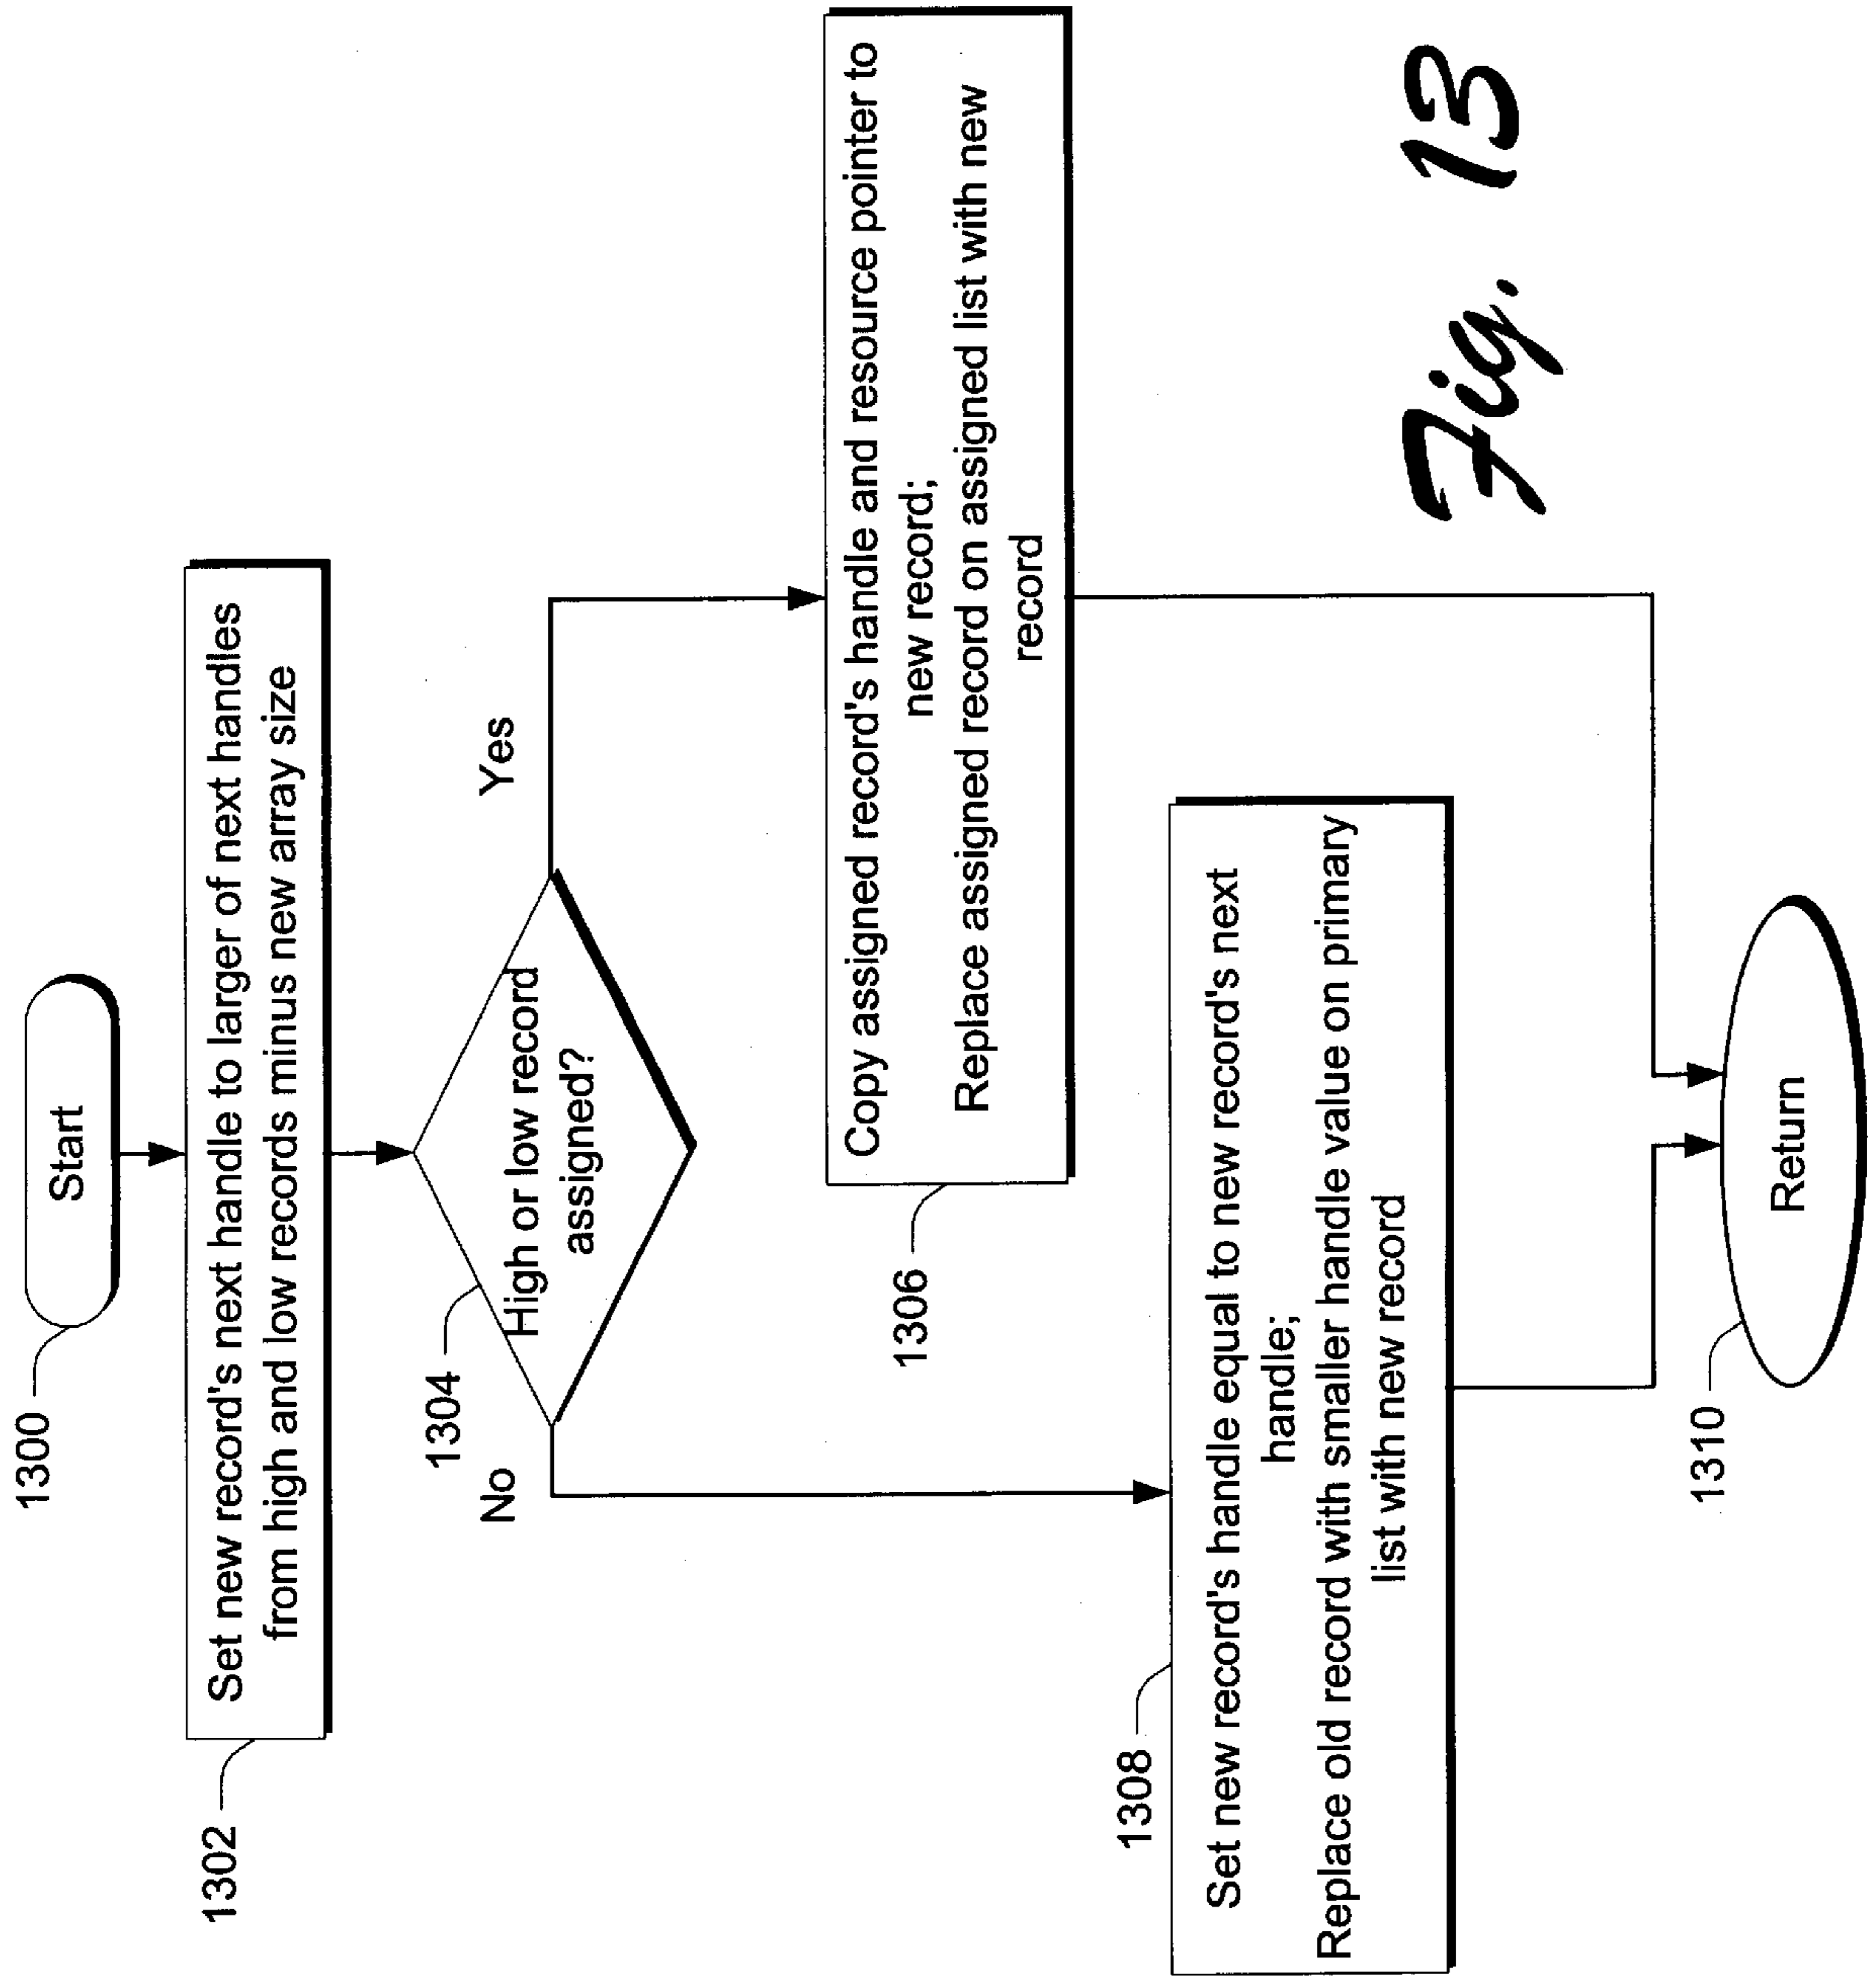 1300
Start
1302
Set new record's next handle to larger of next handles
from high and low records minus new array size
1304
High or low record
assigned?
No
Yes
1306
Copy assigned record's handle and resource pointer to
new record;
Replace assigned record on assigned list with new
record
1308
Set new record's handle equal to new record's next
handle;
Replace old record with smaller handle value on primary
list with new record
1310
Return
Fig. 13